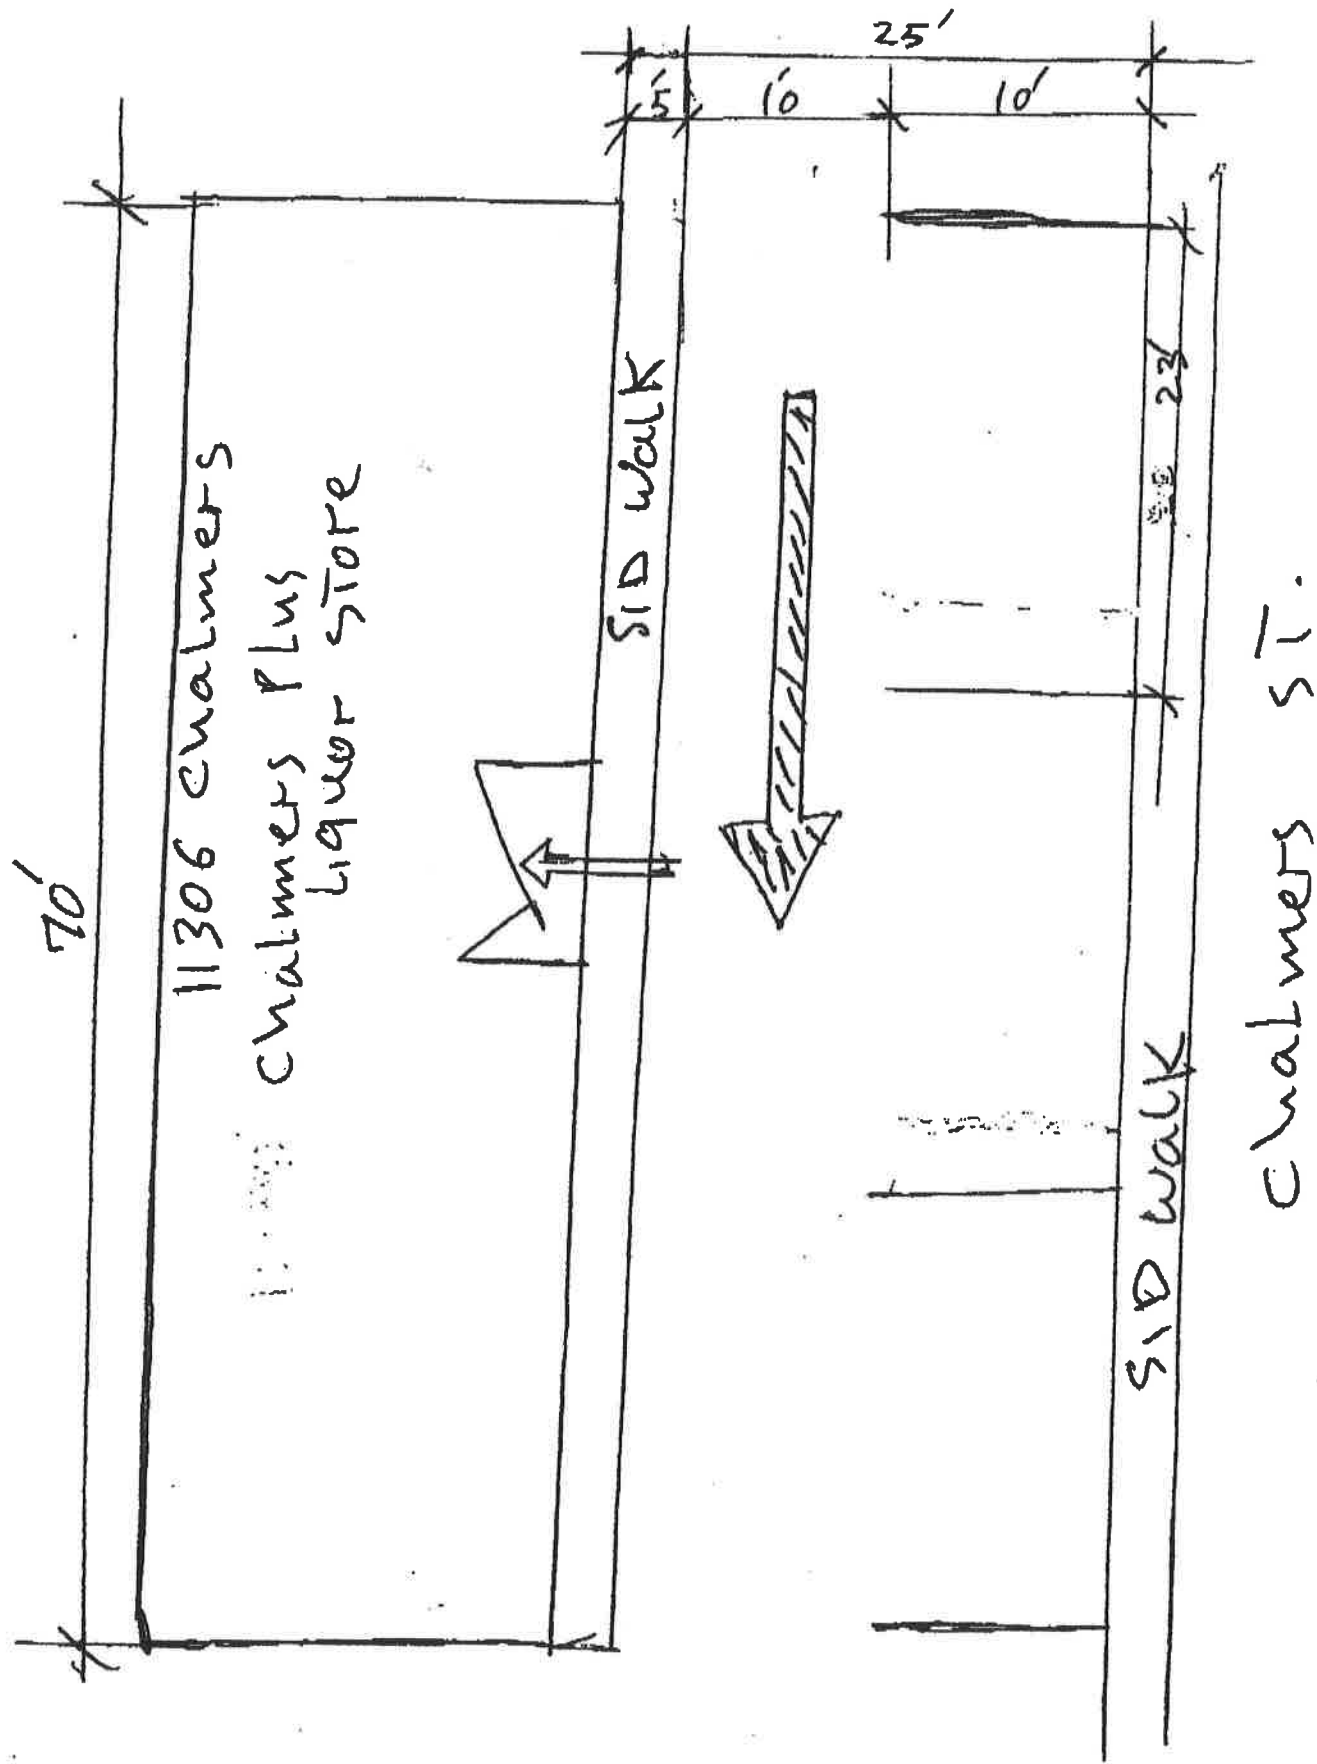 70'
11306 Chalmers
Chalmers Plus
Liquor Store
SID walk
25'
5'
10'
10'
23'
SID walk
Chalmers ST.